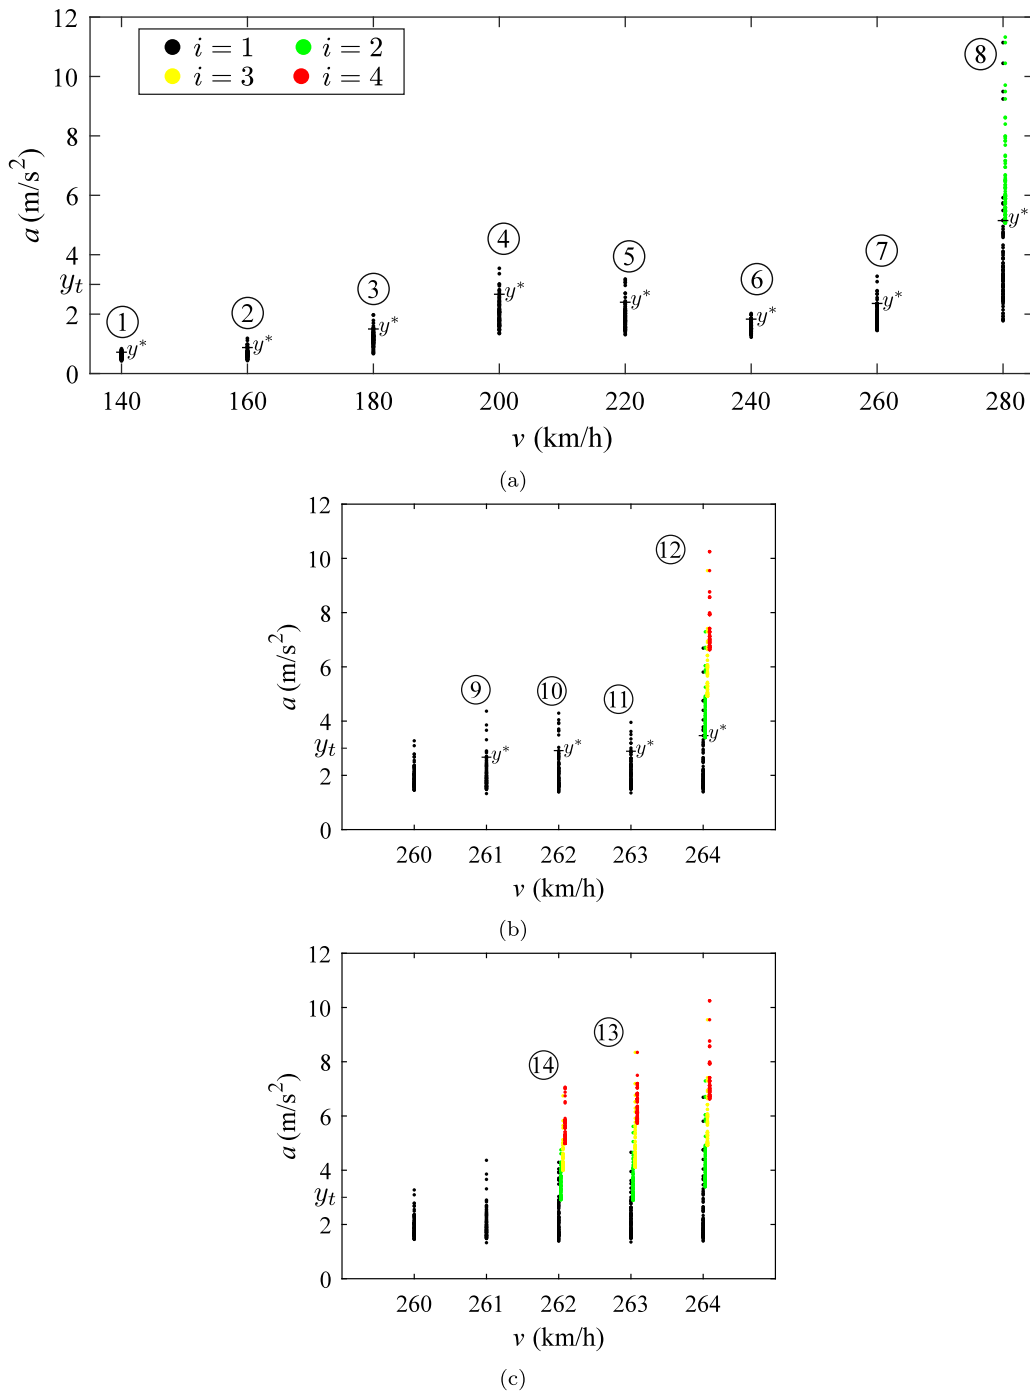 12
i = 1 i = 2
i = 3 i = 4
10
8
6
4
y_t
2
0
a (m/s²)
① y*
② y*
③ y*
④ y*
⑤ y*
⑥ y*
⑦ y*
⑧ y*
140 160 180 200 220 240 260 280
v (km/h)
(a)
12
10
8
6
4
y_t
2
0
a (m/s²)
⑨ y*
⑩ y*
⑪ y*
⑫ y*
260 261 262 263 264
v (km/h)
(b)
12
10
8
6
4
y_t
2
0
a (m/s²)
⑭
⑬
260 261 262 263 264
v (km/h)
(c)